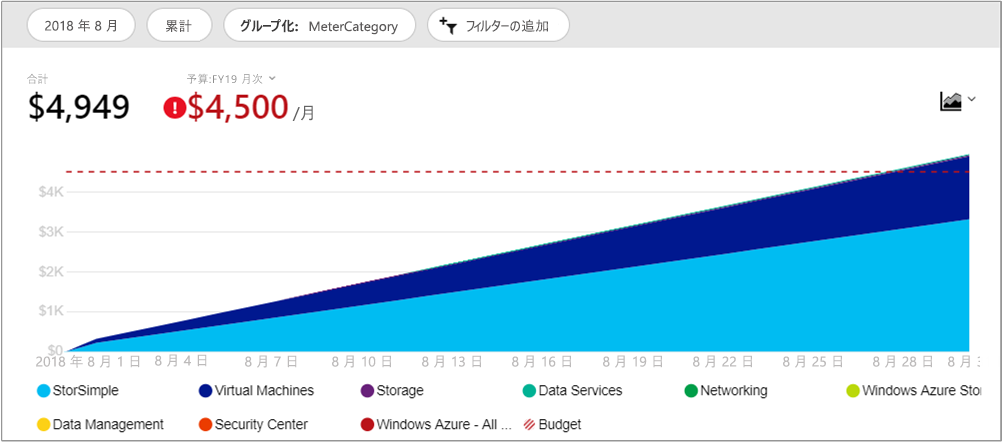 2018 年 8 月 累計 グループ化: MeterCategory フィルターの追加
合計 予算:FY19 月次
$4,949 $4,500 /月
$4K
$3K
$2K
$1K
$0
2018 年 8 月 1 日 8 月 4 日 8 月 7 日 8 月 10 日 8 月 13 日 8 月 16 日 8 月 19 日 8 月 22 日 8 月 25 日 8 月 28 日 8 月
StorSimple Virtual Machines Storage Data Services Networking Windows Azure Sto
Data Management Security Center Windows Azure - All ... Budget